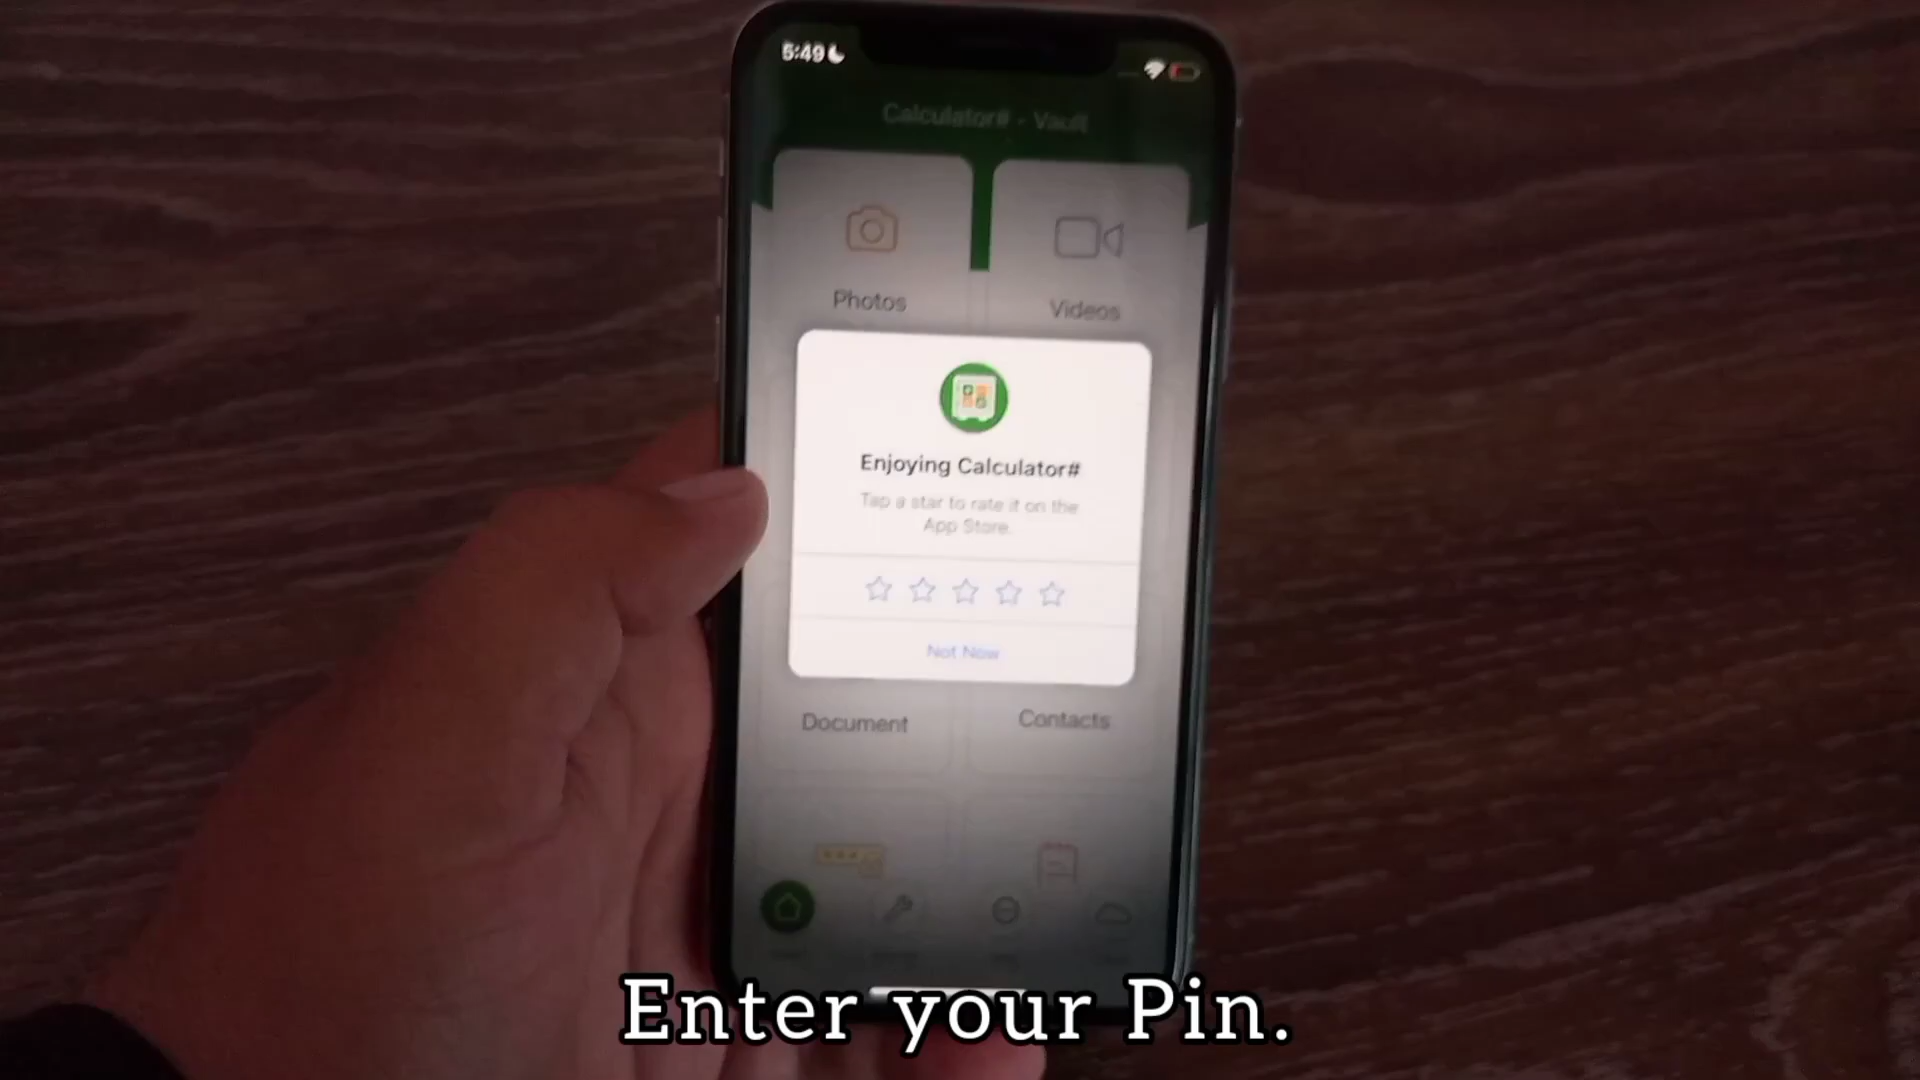 5:49
Calculator# - Vault
Photos
Videos
Enjoying Calculator#
Tap a star to rate it on the
App Store.
Not Now
Document
Contacts
Enter your Pin.